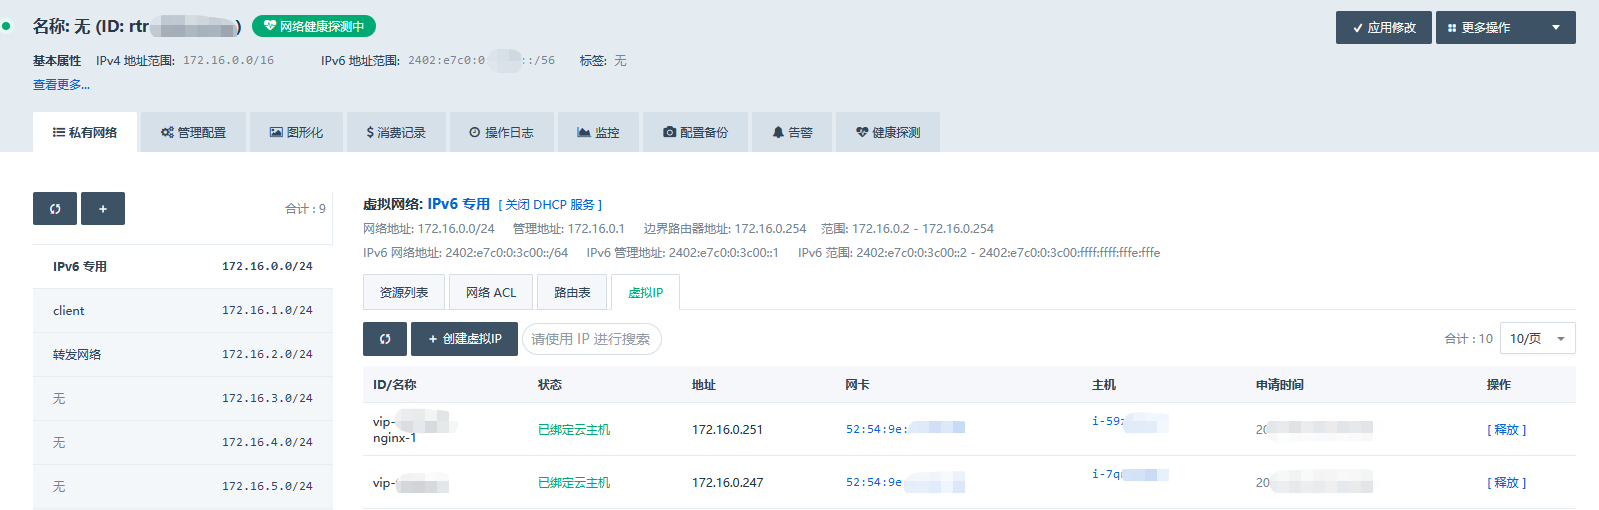 名称: 无 (ID: rtr )
网络健康探测中
应用修改
更多操作
基本属性 IPv4 地址范围: 172.16.0.0/16 IPv6 地址范围: 2402:e7c0:0 ::/56 标签: 无
查看更多...
私有网络
管理配置
图形化
消费记录
操作日志
监控
配置备份
告警
健康探测
合计 : 9
IPv6 专用 172.16.0.0/24
client 172.16.1.0/24
转发网络 172.16.2.0/24
无 172.16.3.0/24
无 172.16.4.0/24
无 172.16.5.0/24
虚拟网络: IPv6 专用 [ 关闭 DHCP 服务 ]
网络地址: 172.16.0.0/24 管理地址: 172.16.0.1 边界路由器地址: 172.16.0.254 范围: 172.16.0.2 - 172.16.0.254
IPv6 网络地址: 2402:e7c0:0:3c00::/64 IPv6 管理地址: 2402:e7c0:0:3c00::1 IPv6 范围: 2402:e7c0:0:3c00::2 - 2402:e7c0:0:3c00:ffff:ffff:fffe:fffe
资源列表
网络 ACL
路由表
虚拟IP
+ 创建虚拟IP
请使用 IP 进行搜索
合计 : 10
10/页
ID/名称 状态 地址 网卡 主机 申请时间 操作
vip-
nginx-1
已绑定云主机 172.16.0.251 52:54:9e: i-59 20 [ 释放 ]
vip- 已绑定云主机 172.16.0.247 52:54:9e i-7q 20 [ 释放 ]